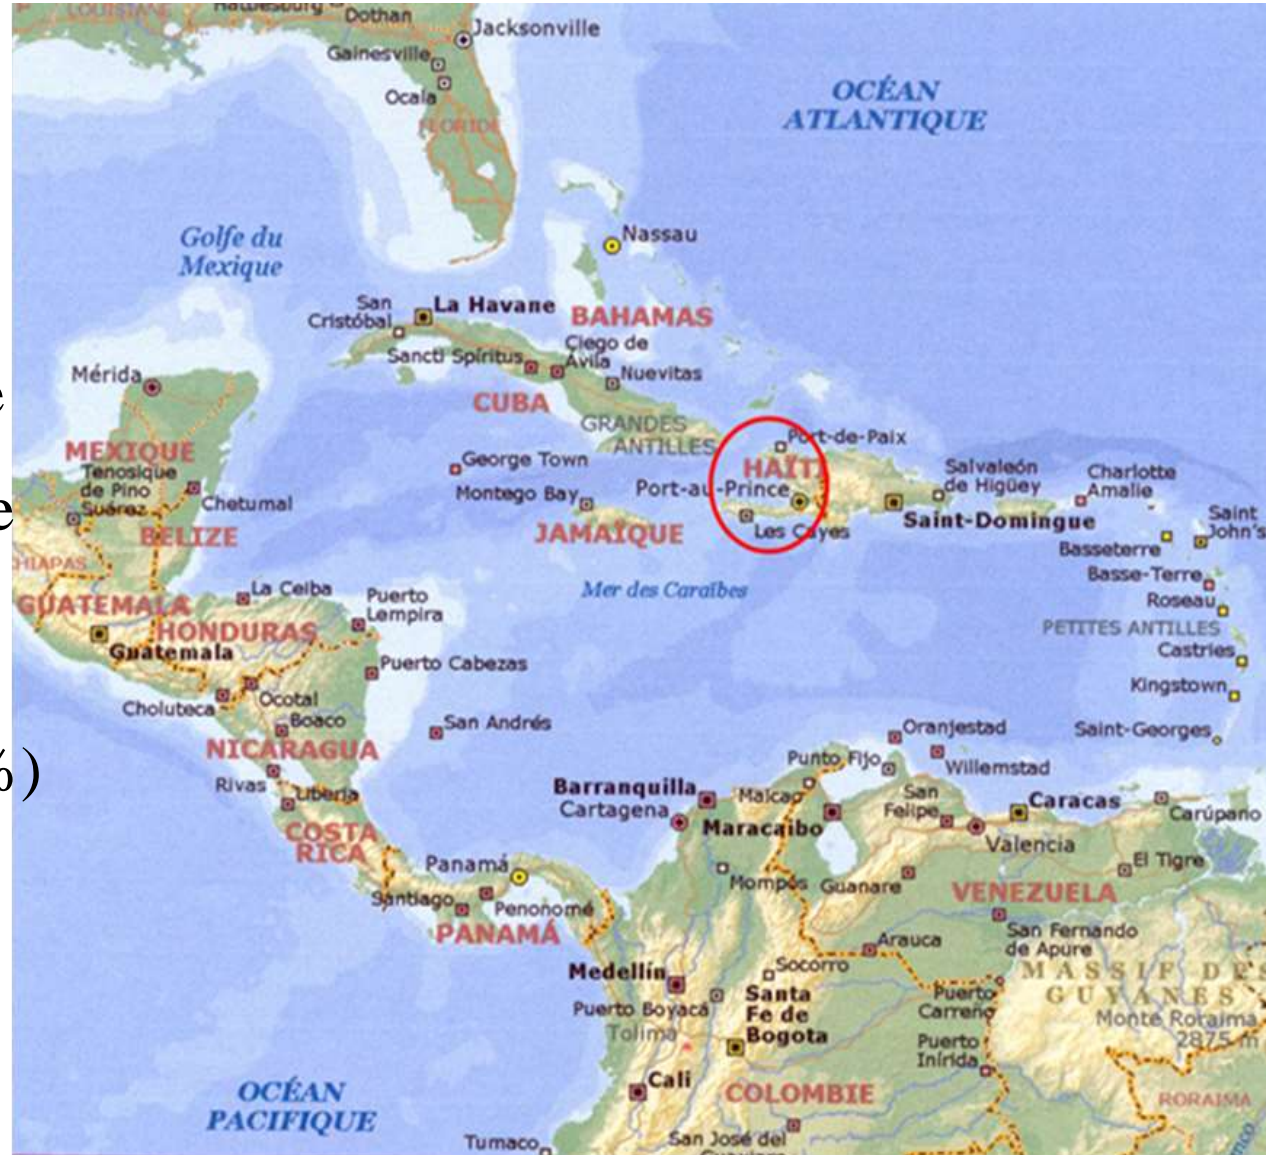 LOUISIANE
Hattiesburg
Dothan
Jacksonville
Gainesville
Ocala
FLORIDE
OCÉAN
ATLANTIQUE
Golfe du
Mexique
Nassau
San
Cristóbal
La Havane
BAHAMAS
Sancti Spíritus
Ciego de
Ávila
Nuevitas
Mérida
CUBA
GRANDES
ANTILLES
e
MEXIQUE
Tenosique
de Pino
Suárez
Chetumal
George Town
Montego Bay
JAMAÏQUE
Port-de-Paix
HAÏTI
Port-au-Prince
Les Cayes
Saint-Domingue
Salvaleón
de Higüey
Charlotte
Amalie
Saint
John's
Basseterre
Basse-Terre
Roseau
PETITES ANTILLES
Castries
Kingstown
Saint-Georges
e
BELIZE
HIAPAS
GUATEMALA
Guatemala
La Ceiba
HONDURAS
Puerto
Lempira
Mer des Caraïbes
Puerto Cabezas
Choluteca
Ocotal
Boaco
San Andrés
NICARAGUA
%)
Rivas
Liberia
COSTA
RICA
Oranjestad
Willemstad
Punto Fijo
Barranquilla
Cartagena
Maicao
Maracaibo
San
Felipe
Caracas
Valencia
Carúpano
Panamá
Santiago
Penonomé
PANAMÁ
Mompós
Guanare
El Tigre
VENEZUELA
San Fernando
de Apure
Arauca
MASSIF DES
GUYANES
Monte Roraima
2875 m
Medellín
Socorro
Puerto Boyacá
Tolima
Santa
Fe de
Bogota
Puerto
Carreño
Puerto
Inírida
Cali
COLOMBIE
RORAIMA
OCÉAN
PACIFIQUE
Tumaco
San José del
Guaviare